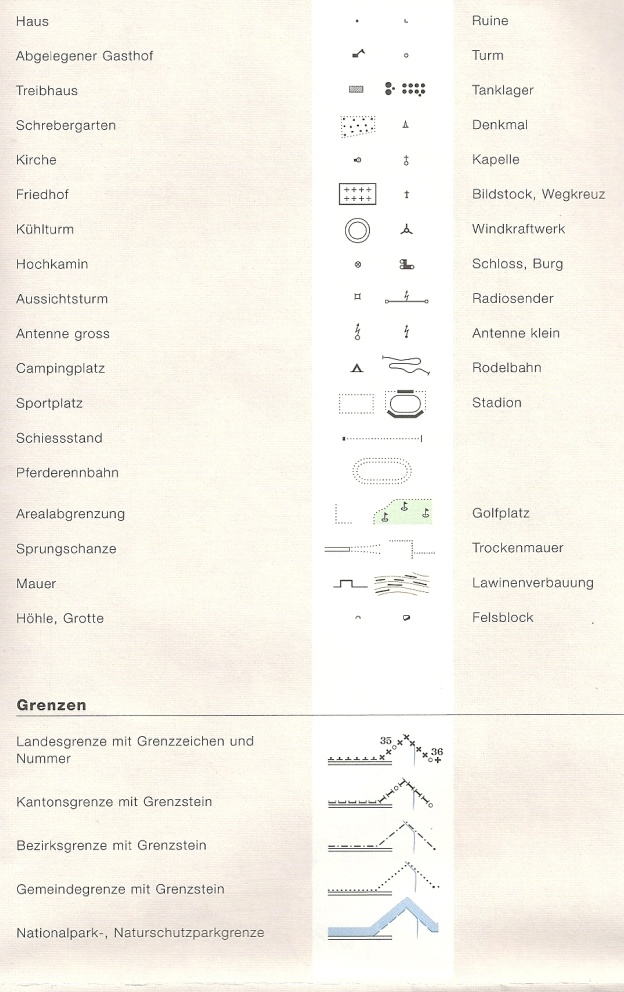 Haus Ruine
Abgelegener Gasthof Turm
Treibhaus Tanklager
Schrebergarten Denkmal
Kirche Kapelle
Friedhof Bildstock, Wegkreuz
Kühlturm Windkraftwerk
Hochkamin Schloss, Burg
Aussichtsturm Radiosender
Antenne gross Antenne klein
Campingplatz Rodelbahn
Sportplatz Stadion
Schiessstand
Pferderennbahn
Arealabgrenzung Golfplatz
Sprungschanze Trockenmauer
Mauer Lawinenverbauung
Höhle, Grotte Felsblock
Grenzen
Landesgrenze mit Grenzzeichen und 35 36
Nummer
Kantonsgrenze mit Grenzstein
Bezirksgrenze mit Grenzstein
Gemeindegrenze mit Grenzstein
Nationalpark-, Naturschutzparkgrenze